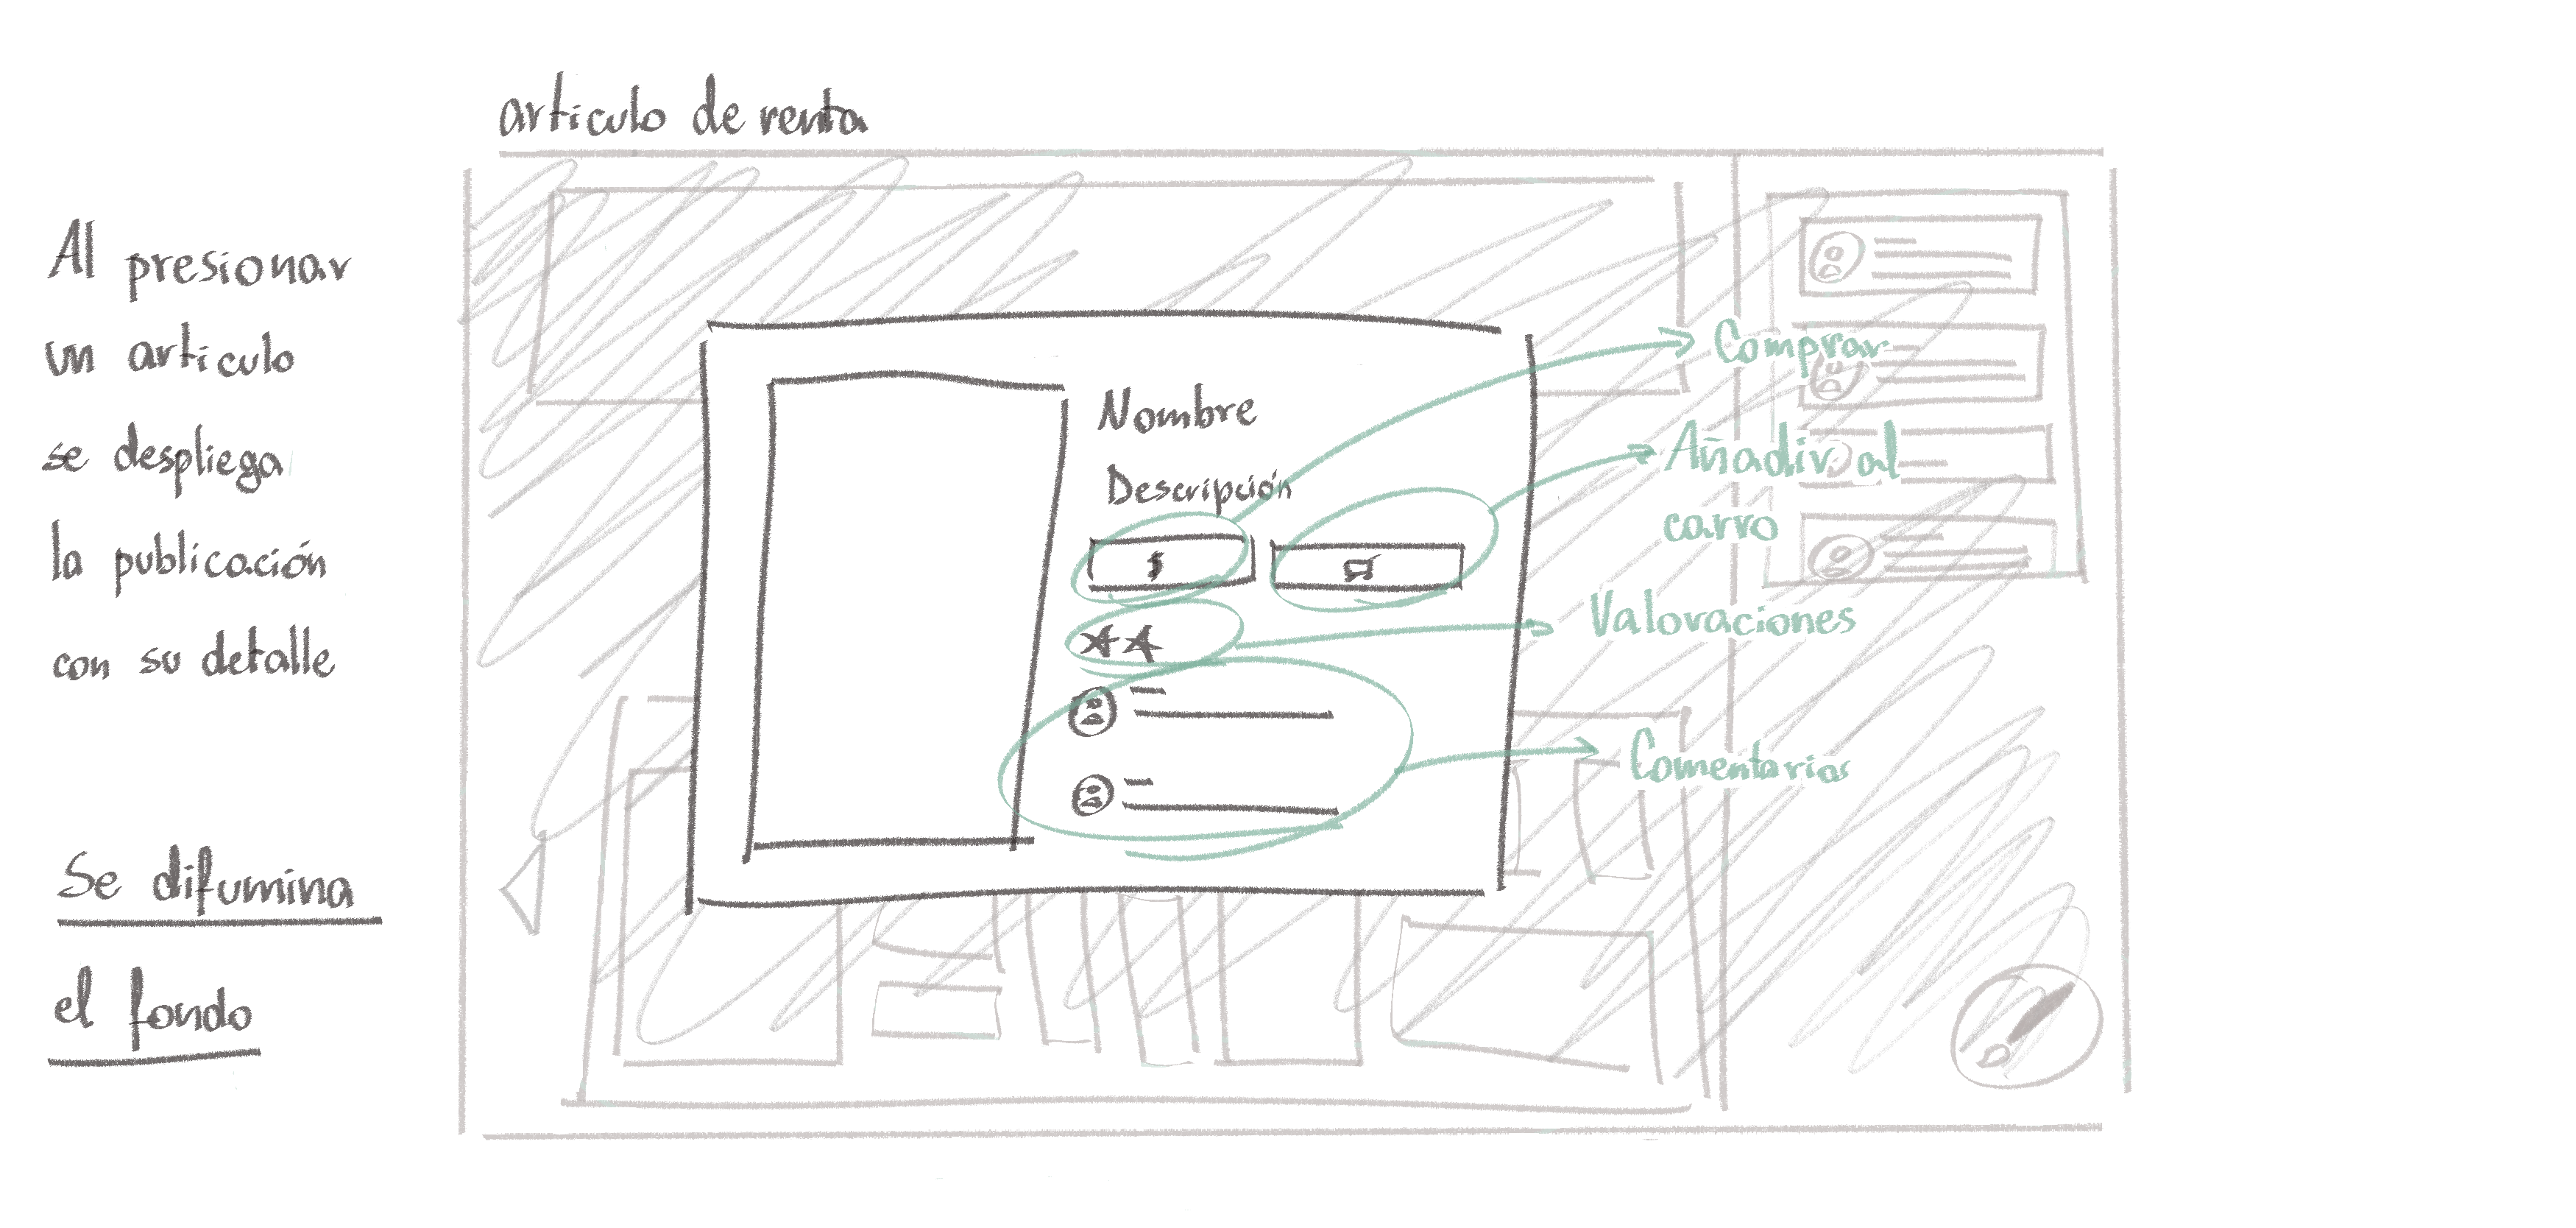 articulo de renta
Al presionar
un articulo
se despliega
la publicación
con su detalle
Se difumina
el fondo
Nombre
Descripción
$
Comprar
Añadir al
carro
Valoraciones
Comentarios